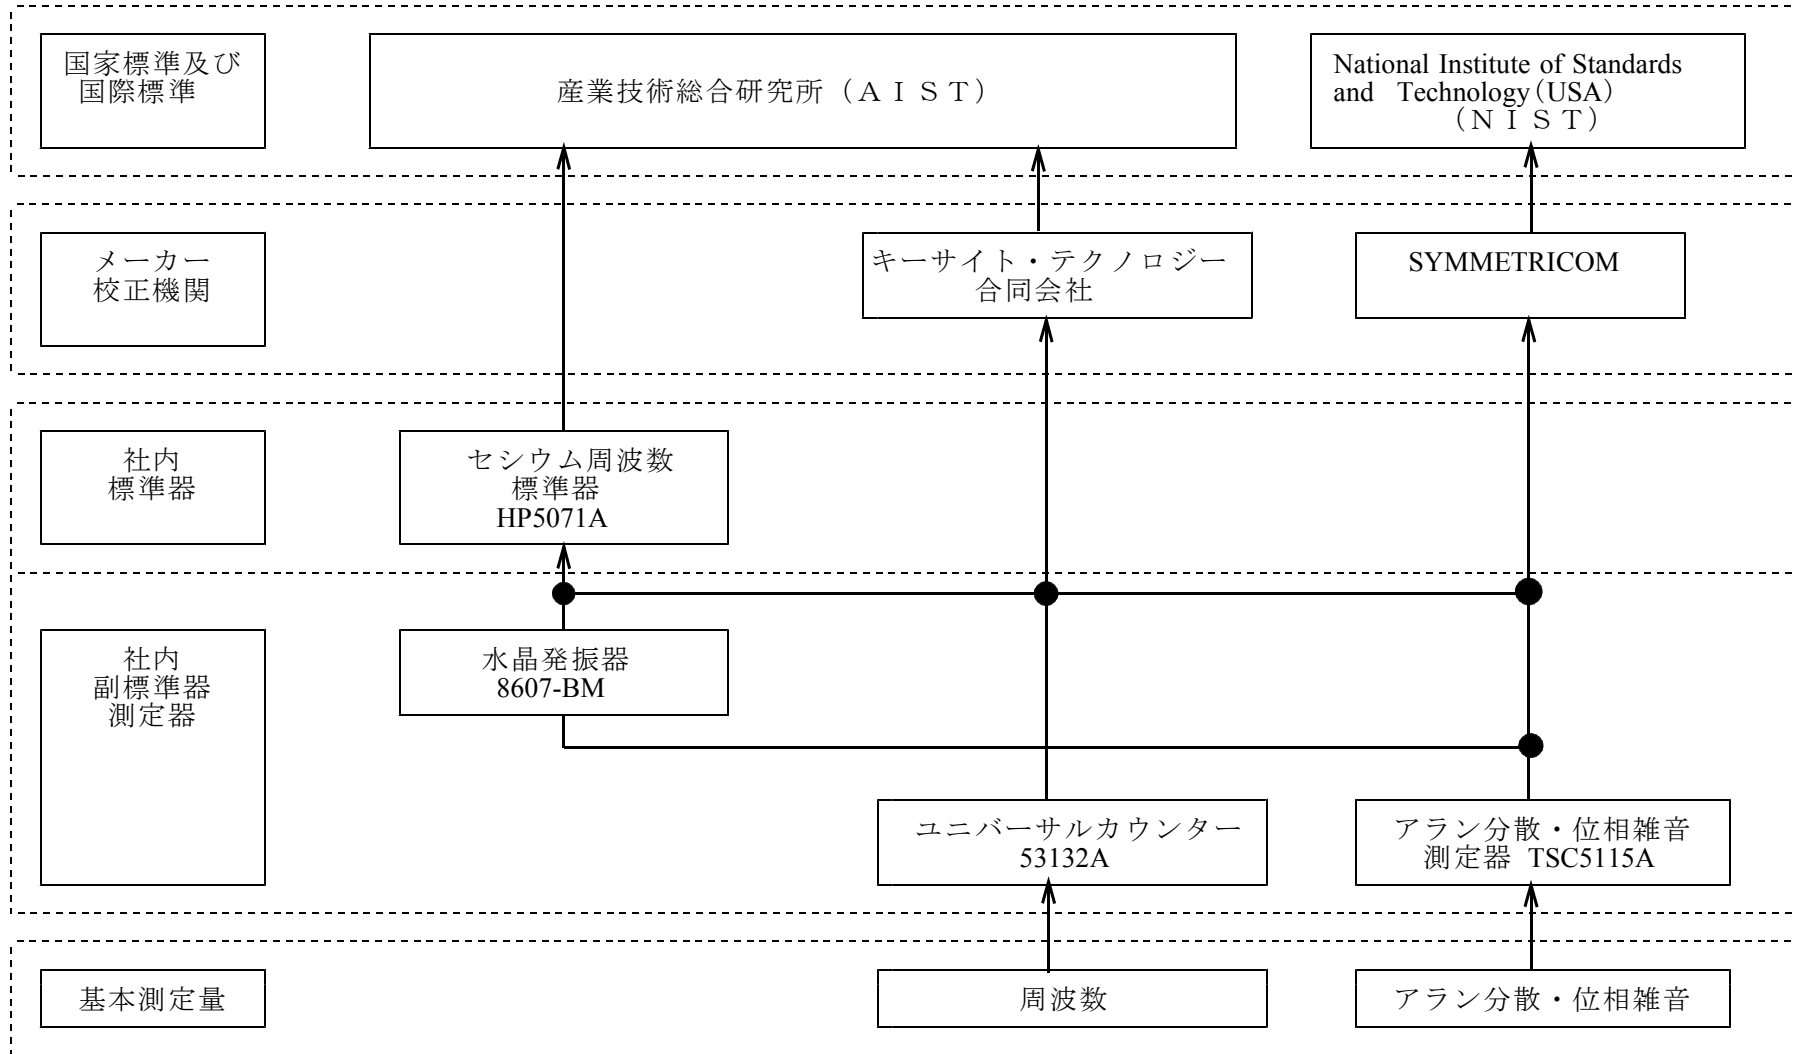 国家標準及び
国際標準
産業技術総合研究所（ＡＩＳＴ）
National Institute of Standards
and Technology（USA）
（ＮＩＳＴ）
メーカー
校正機関
キーサイト・テクノロジー
合同会社
SYMMETRICOM
社内
標準器
セシウム周波数
標準器
HP5071A
社内
副標準器
測定器
水晶発振器
8607-BM
ユニバーサルカウンター
53132A
アラン分散・位相雑音
測定器 TSC5115A
基本測定量
周波数
アラン分散・位相雑音